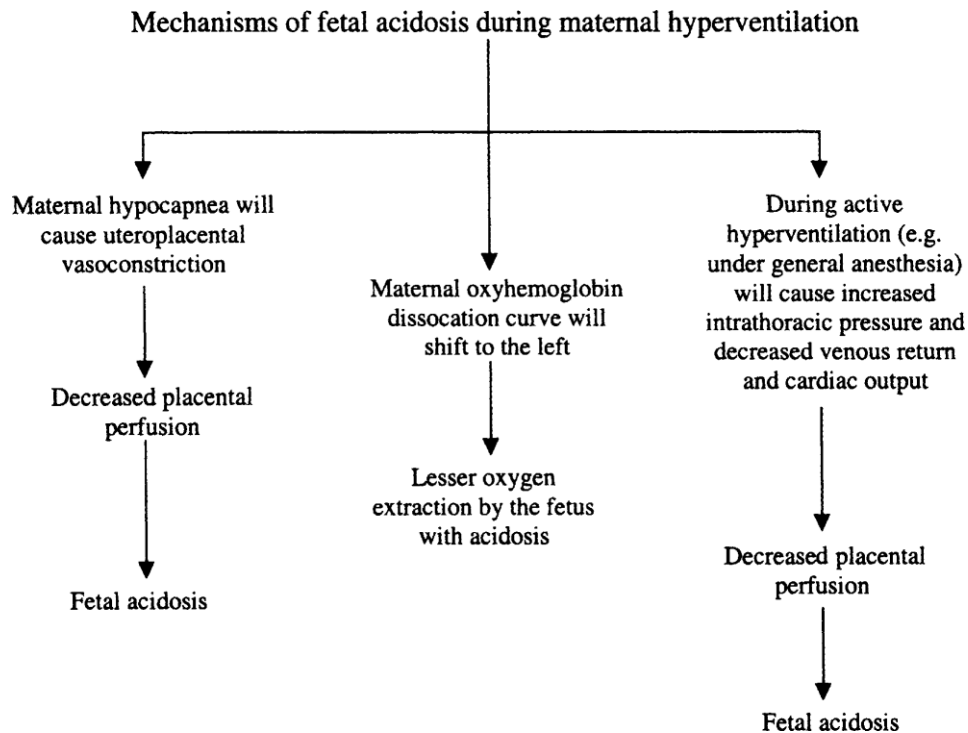 Mechanisms of fetal acidosis during maternal hyperventilation
Maternal hypocapnea will
cause uteroplacental
vasoconstriction
Decreased placental
perfusion
Fetal acidosis
Maternal oxyhemoglobin
dissocation curve will
shift to the left
Lesser oxygen
extraction by the fetus
with acidosis
During active
hyperventilation (e.g.
under general anesthesia)
will cause increased
intrathoracic pressure and
decreased venous return
and cardiac output
Decreased placental
perfusion
Fetal acidosis